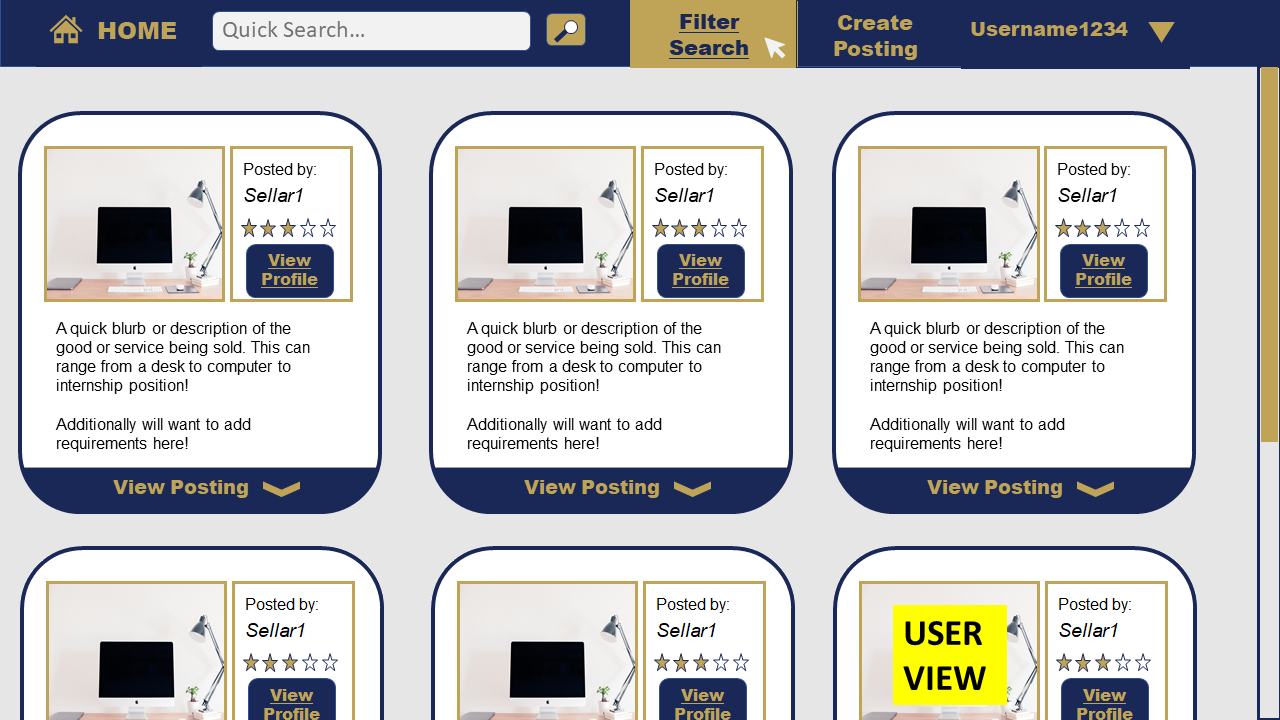 HOME
Quick Search...
Filter
Search
Create
Posting
Username1234
Posted by:
Sellar1
View
Profile
A quick blurb or description of the
good or service being sold. This can
range from a desk to computer to
internship position!
Additionally will want to add
requirements here!
View Posting
Posted by:
Sellar1
View
Profile
A quick blurb or description of the
good or service being sold. This can
range from a desk to computer to
internship position!
Additionally will want to add
requirements here!
View Posting
Posted by:
Sellar1
View
Profile
A quick blurb or description of the
good or service being sold. This can
range from a desk to computer to
internship position!
Additionally will want to add
requirements here!
View Posting
Posted by:
Sellar1
View
Profile
Posted by:
Sellar1
View
Profile
USER
VIEW
Posted by:
Sellar1
View
Profile